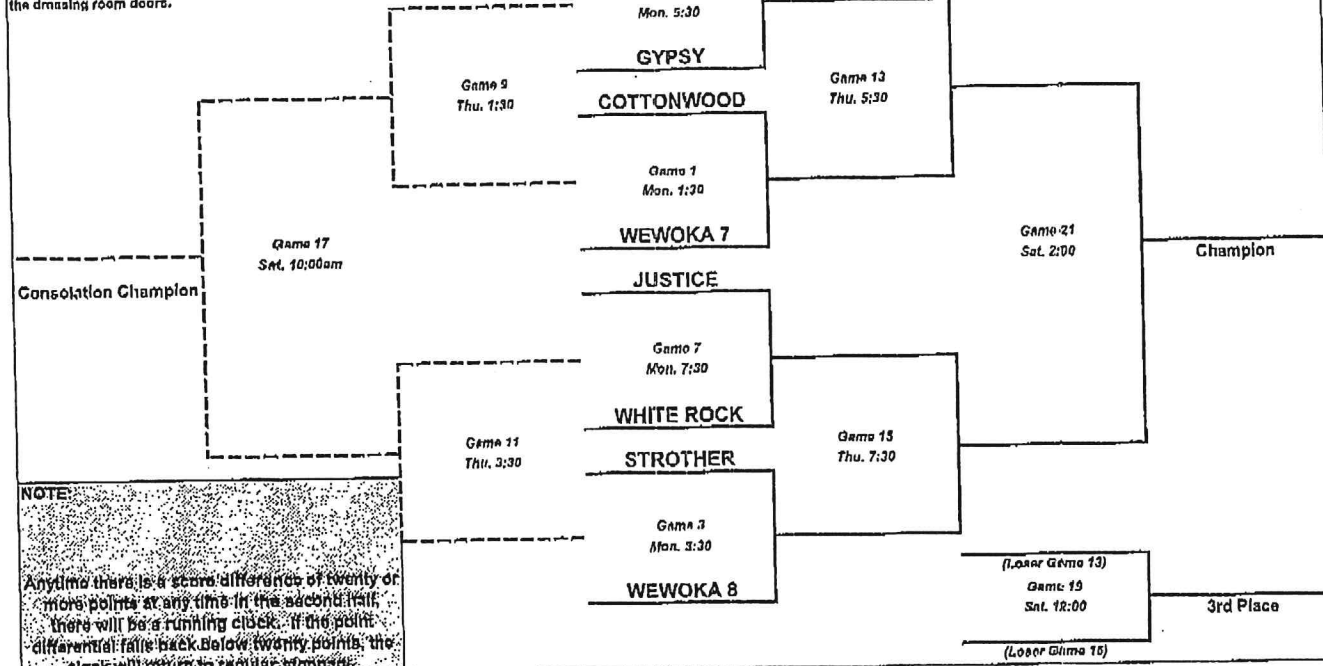 the dressing room doors.
Mon. 5:30
GYPSY
Game 9
Thu. 1:30
Game 13
Thu. 5:30
COTTONWOOD
Game 1
Mon. 1:30
WEWOKA 7
Game 17
Sat. 10:00am
Game 21
Sat. 2:00
Champion
Consolation Champion
JUSTICE
Game 7
Mon. 7:30
WHITE ROCK
Game 11
Thu. 3:30
Game 15
Thu. 7:30
STROTHER
Game 3
Mon. 3:30
WEWOKA 8
(Loser Game 13)
Game 19
Sat. 12:00
3rd Place
(Loser Game 15)
NOTE:
Anytime there is a score difference of twenty or
more points at any time in the second half,
there will be a running clock. If the point
differential falls back below twenty points, the
clock will return to regular